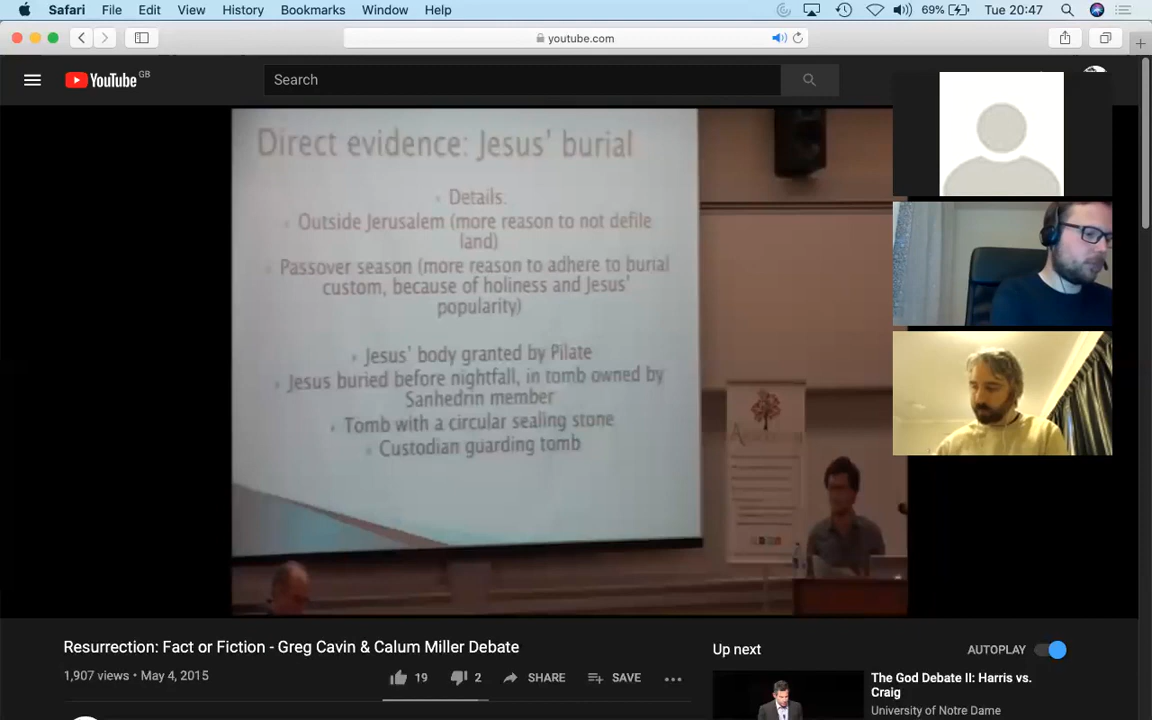 Safari File Edit View History Bookmarks Window Help 69% Tue 20:47
youtube.com
YouTube GB Search
Direct evidence: Jesus' burial
Details.
Outside Jerusalem (more reason to not defile
land)
Passover season (more reason to adhere to burial
custom, because of holiness and Jesus'
popularity)
Jesus' body granted by Pilate
Jesus buried before nightfall, in tomb owned by
Sanhedrin member
Tomb with a circular sealing stone
Custodian guarding tomb
Resurrection: Fact or Fiction - Greg Cavin & Calum Miller Debate
1,907 views • May 4, 2015
19 2 SHARE SAVE
Up next AUTOPLAY
The God Debate II: Harris vs.
Craig
University of Notre Dame